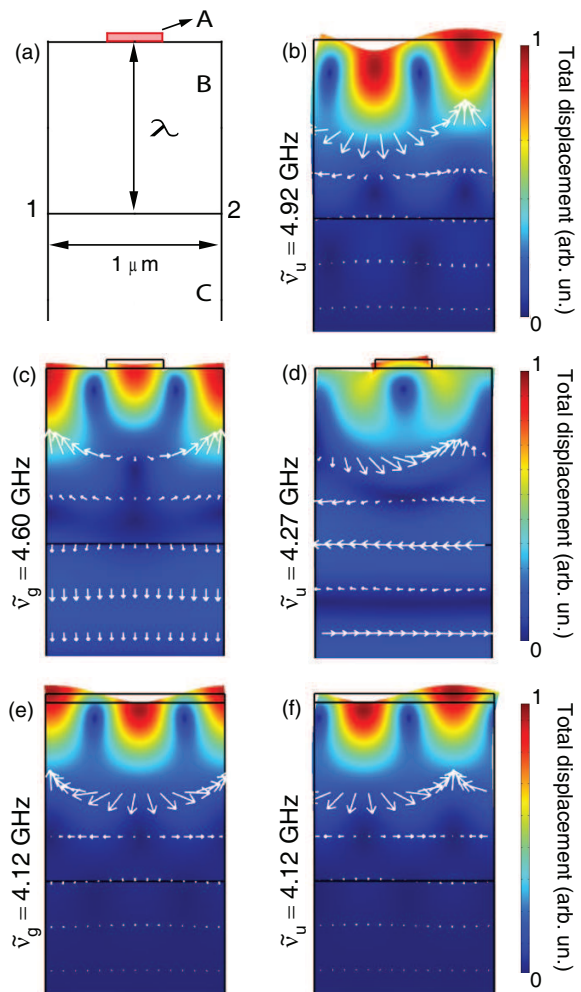 (a)
A
B
λ
1
2
1 μm
C
(b)
ν̃u = 4.92 GHz
1
0
Total displacement (arb. un.)
(c)
ν̃g = 4.60 GHz
(d)
ν̃u = 4.27 GHz
1
0
Total displacement (arb. un.)
(e)
ν̃g = 4.12 GHz
(f)
ν̃u = 4.12 GHz
1
0
Total displacement (arb. un.)